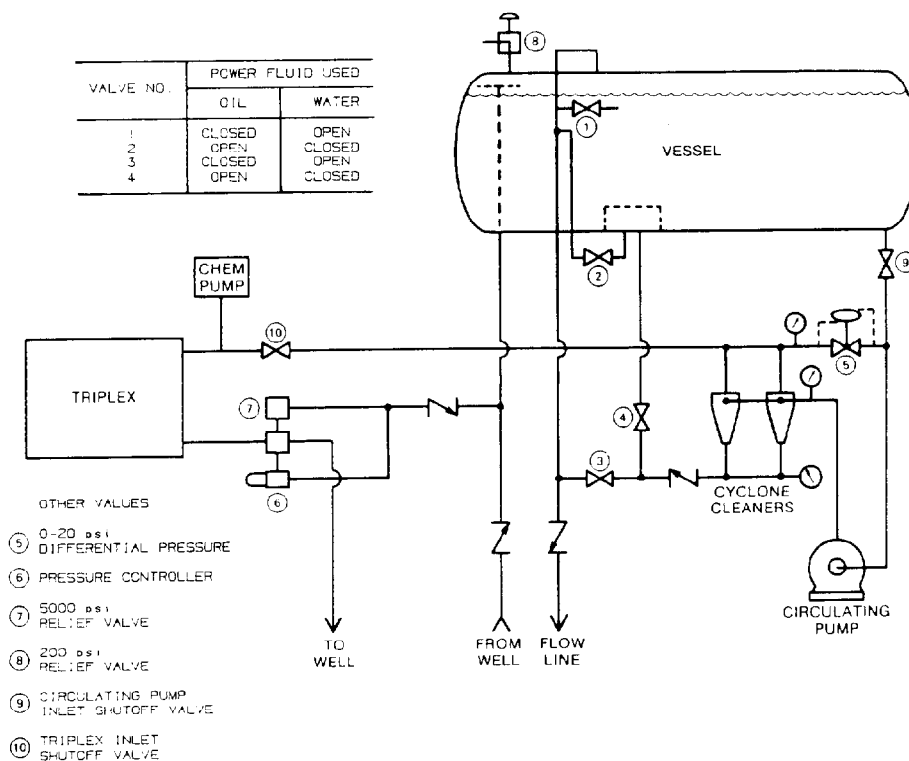 VALVE NO.
POWER FLUID USED
OIL WATER
1 CLOSED OPEN
2 OPEN CLOSED
3 CLOSED OPEN
4 OPEN CLOSED
8
1
VESSEL
2
9
CHEM
PUMP
10
5
TRIPLEX
7
4
3
6
CYCLONE
CLEANERS
CIRCULATING
PUMP
TO
WELL
FROM
WELL
FLOW
LINE
OTHER VALUES
5 0-20 psi
DIFFERENTIAL PRESSURE
6 PRESSURE CONTROLLER
7 5000 psi
RELIEF VALVE
8 200 psi
RELIEF VALVE
9 CIRCULATING PUMP
INLET SHUTOFF VALVE
10 TRIPLEX INLET
SHUTOFF VALVE